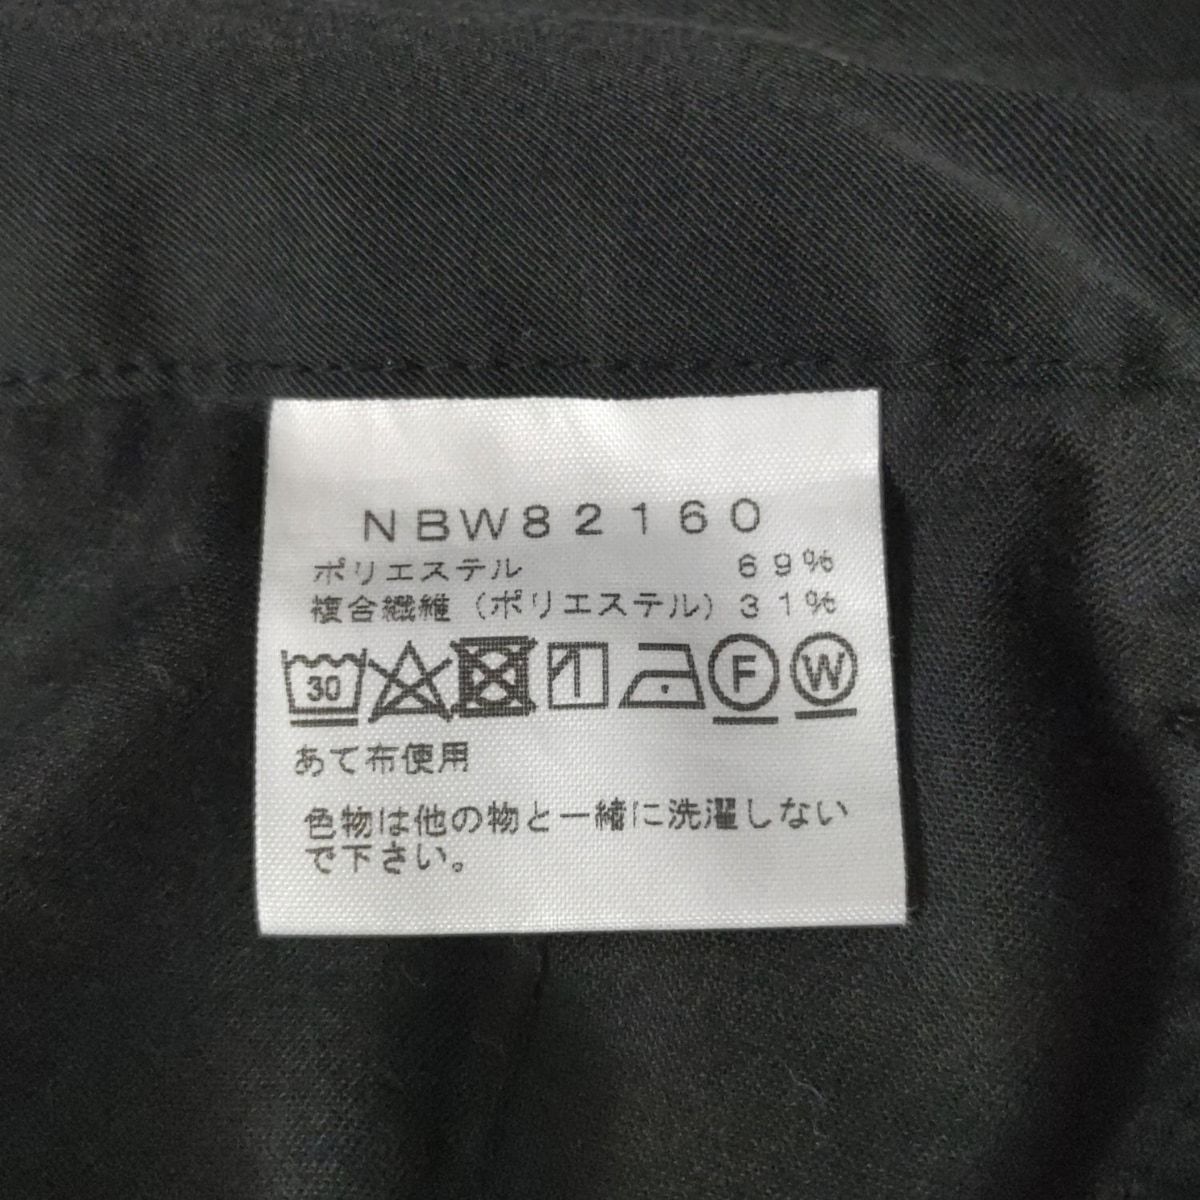 NBW82160
ポリエステル 69%
複合繊維(ポリエステル)31%
30 F W
あて布使用
色物は他の物と一緒に洗濯しない
で下さい。